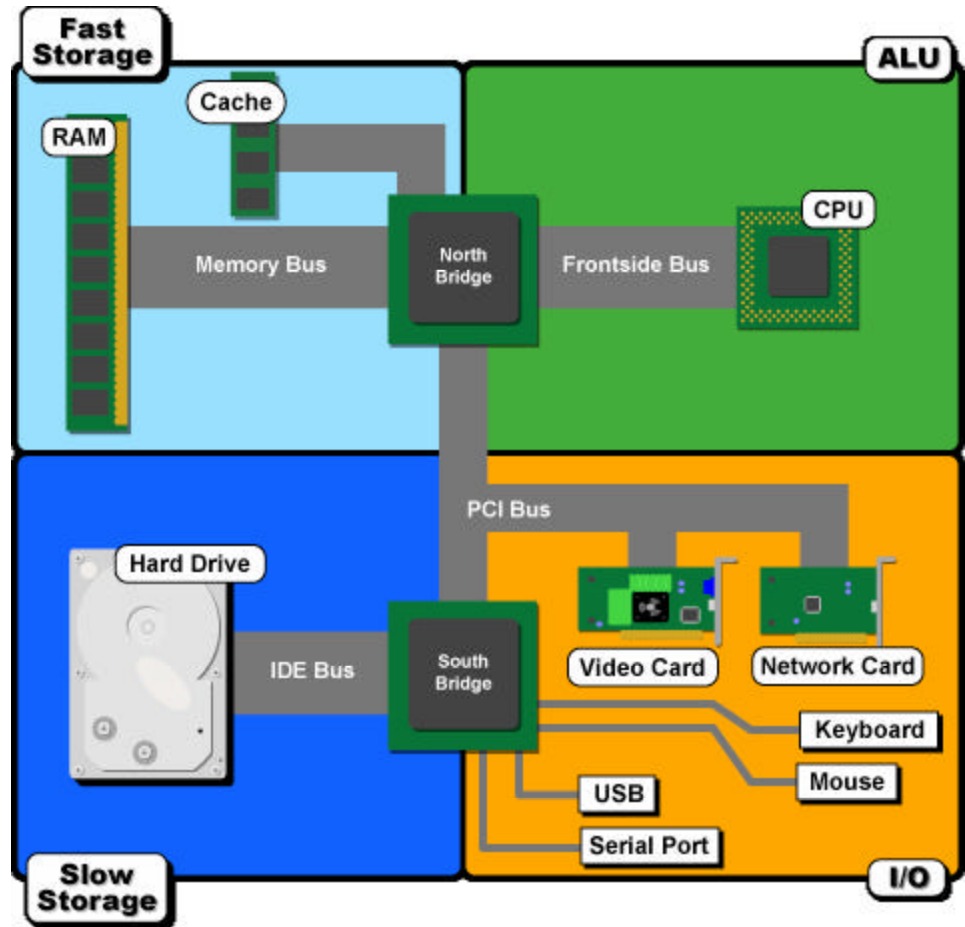 Fast
Storage
ALU
Cache
RAM
CPU
North
Bridge
Memory Bus
Frontside Bus
PCI Bus
Hard Drive
IDE Bus
South
Bridge
Video Card
Network Card
Keyboard
Mouse
USB
Serial Port
Slow
Storage
I/O